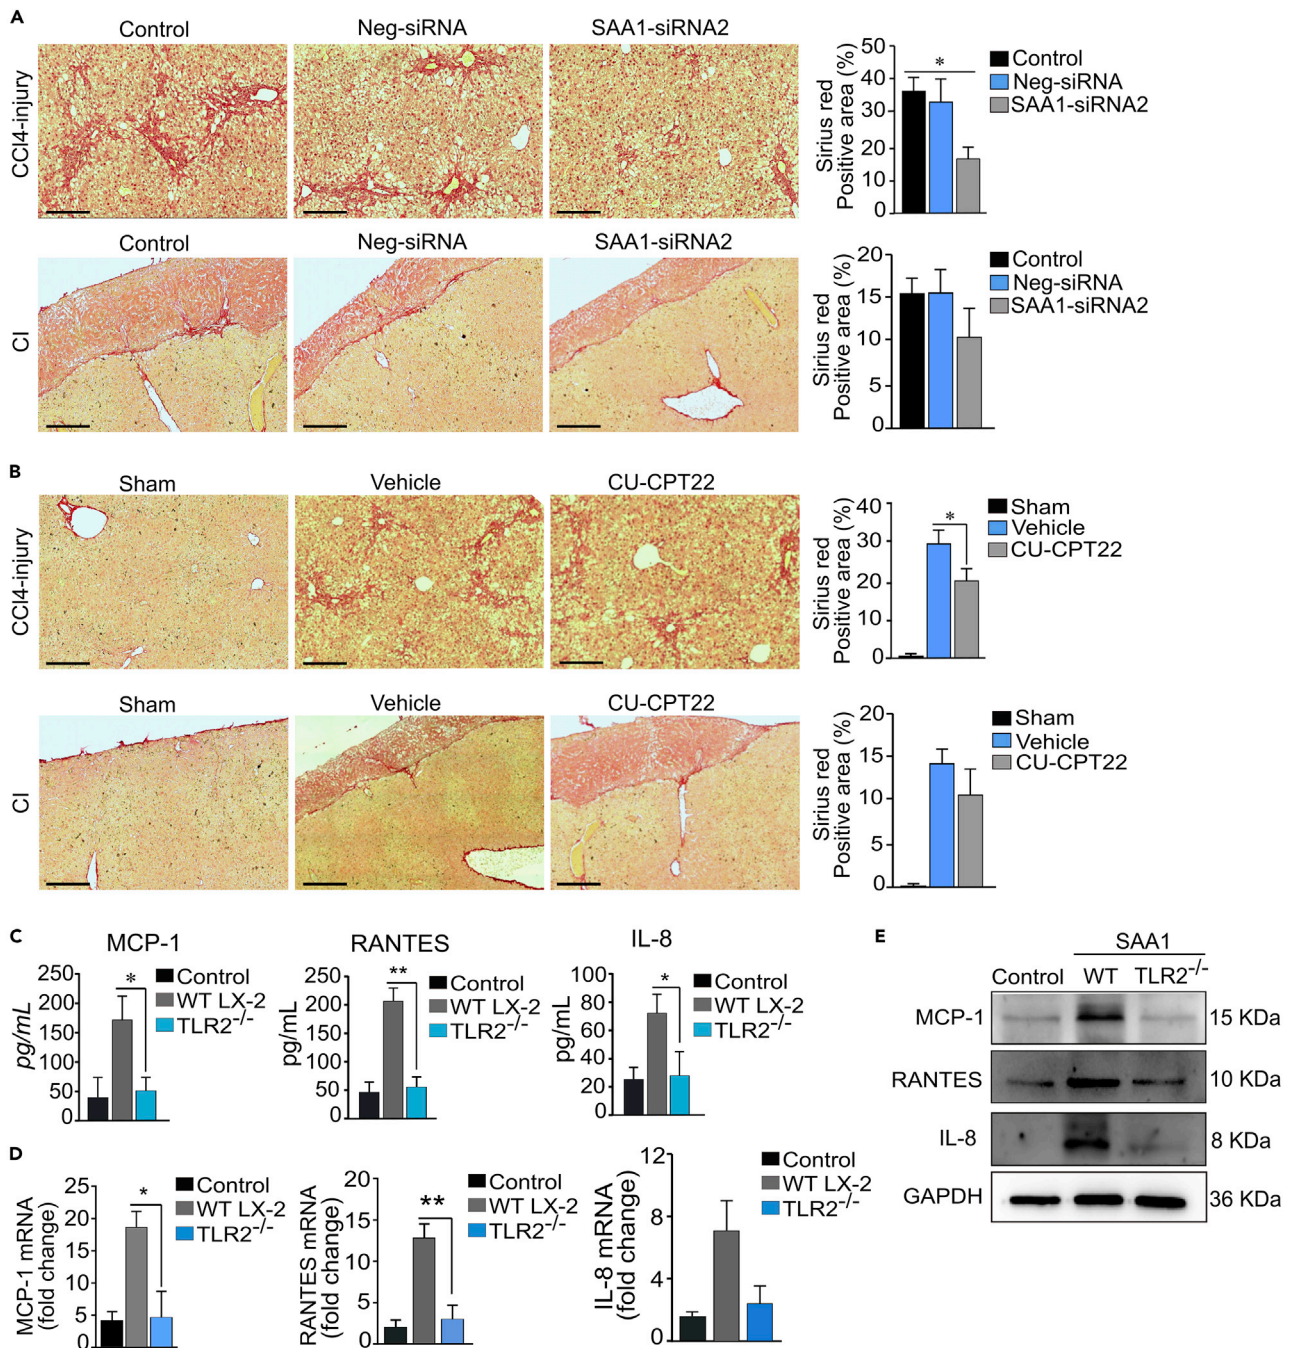 A
Control
Neg-siRNA
SAA1-siRNA2
CCl4-injury
Sirius red
Positive area (%)
50
40
30
20
10
0
*
Control
Neg-siRNA
SAA1-siRNA2
Control
Neg-siRNA
SAA1-siRNA2
CI
Sirius red
Positive area (%)
20
15
10
5
0
Control
Neg-siRNA
SAA1-siRNA2
B
Sham
Vehicle
CU-CPT22
CCl4-injury
Sirius red
Positive area (%)
40
30
20
10
0
*
Sham
Vehicle
CU-CPT22
Sham
Vehicle
CU-CPT22
CI
Sirius red
Positive area (%)
20
15
10
5
0
Sham
Vehicle
CU-CPT22
C
MCP-1
pg/mL
250
200
150
100
50
0
*
Control
WT LX-2
TLR2-/-
RANTES
pg/mL
250
200
150
100
50
0
**
Control
WT LX-2
TLR2-/-
IL-8
pg/mL
100
80
60
40
20
0
*
Control
WT LX-2
TLR2-/-
D
MCP-1 mRNA
(fold change)
25
20
15
10
5
0
*
Control
WT LX-2
TLR2-/-
RANTES mRNA
(fold change)
20
15
10
5
0
**
Control
WT LX-2
TLR2-/-
IL-8 mRNA
(fold change)
12
8
4
0
Control
WT LX-2
TLR2-/-
E
SAA1
Control WT TLR2-/-
MCP-1 15 KDa
RANTES 10 KDa
IL-8 8 KDa
GAPDH 36 KDa